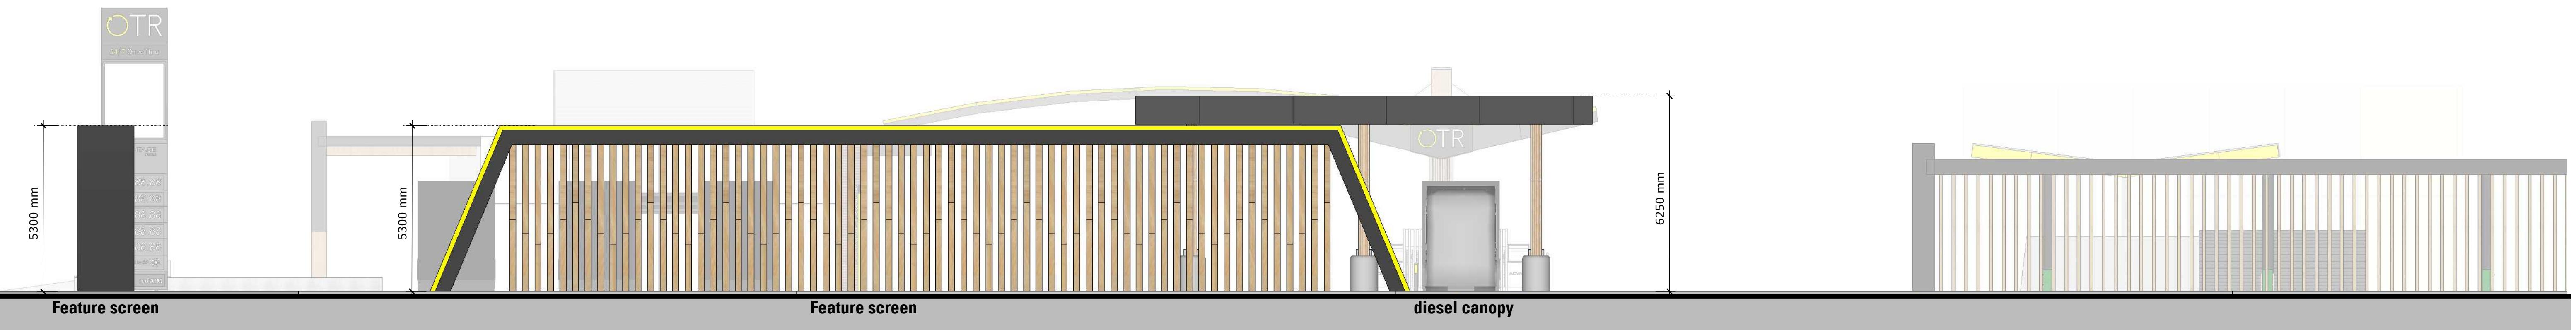 OTR
5300 mm
5300 mm
OTR
6250 mm
Feature screen
Feature screen
diesel canopy